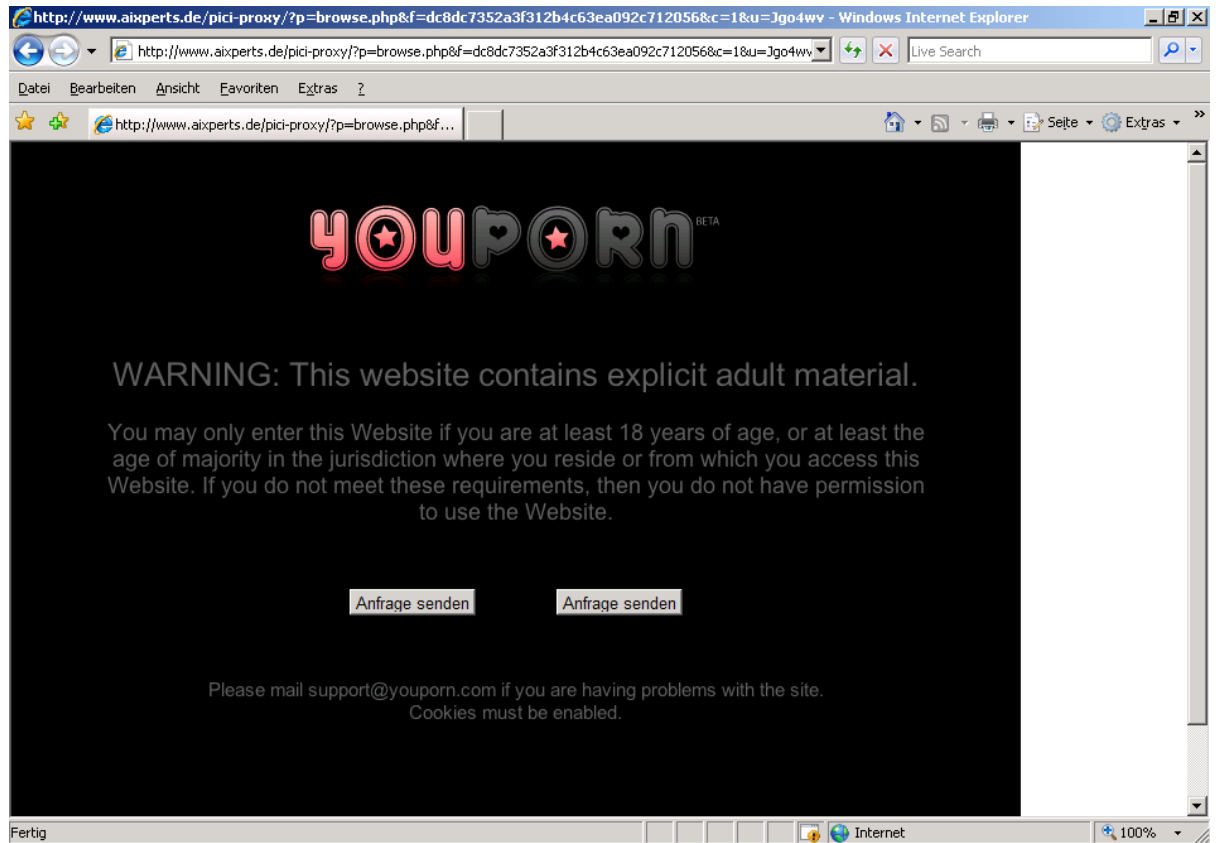 http://www.aixperts.de/pici-proxy/?p=browse.php&f=dc8dc7352a3f312b4c63ea092c712056&c=1&u=Jgo4wv - Windows Internet Explorer
http://www.aixperts.de/pici-proxy/?p=browse.php&f=dc8dc7352a3f312b4c63ea092c712056&c=1&u=Jgo4wv
Live Search
Datei Bearbeiten Ansicht Favoriten Extras ?
http://www.aixperts.de/pici-proxy/?p=browse.php&f...
Seite Extras
YOUPORN BETA
WARNING: This website contains explicit adult material.
You may only enter this Website if you are at least 18 years of age, or at least the
age of majority in the jurisdiction where you reside or from which you access this
Website. If you do not meet these requirements, then you do not have permission
to use the Website.
Anfrage senden Anfrage senden
Please mail support@youporn.com if you are having problems with the site.
Cookies must be enabled.
Fertig Internet 100%